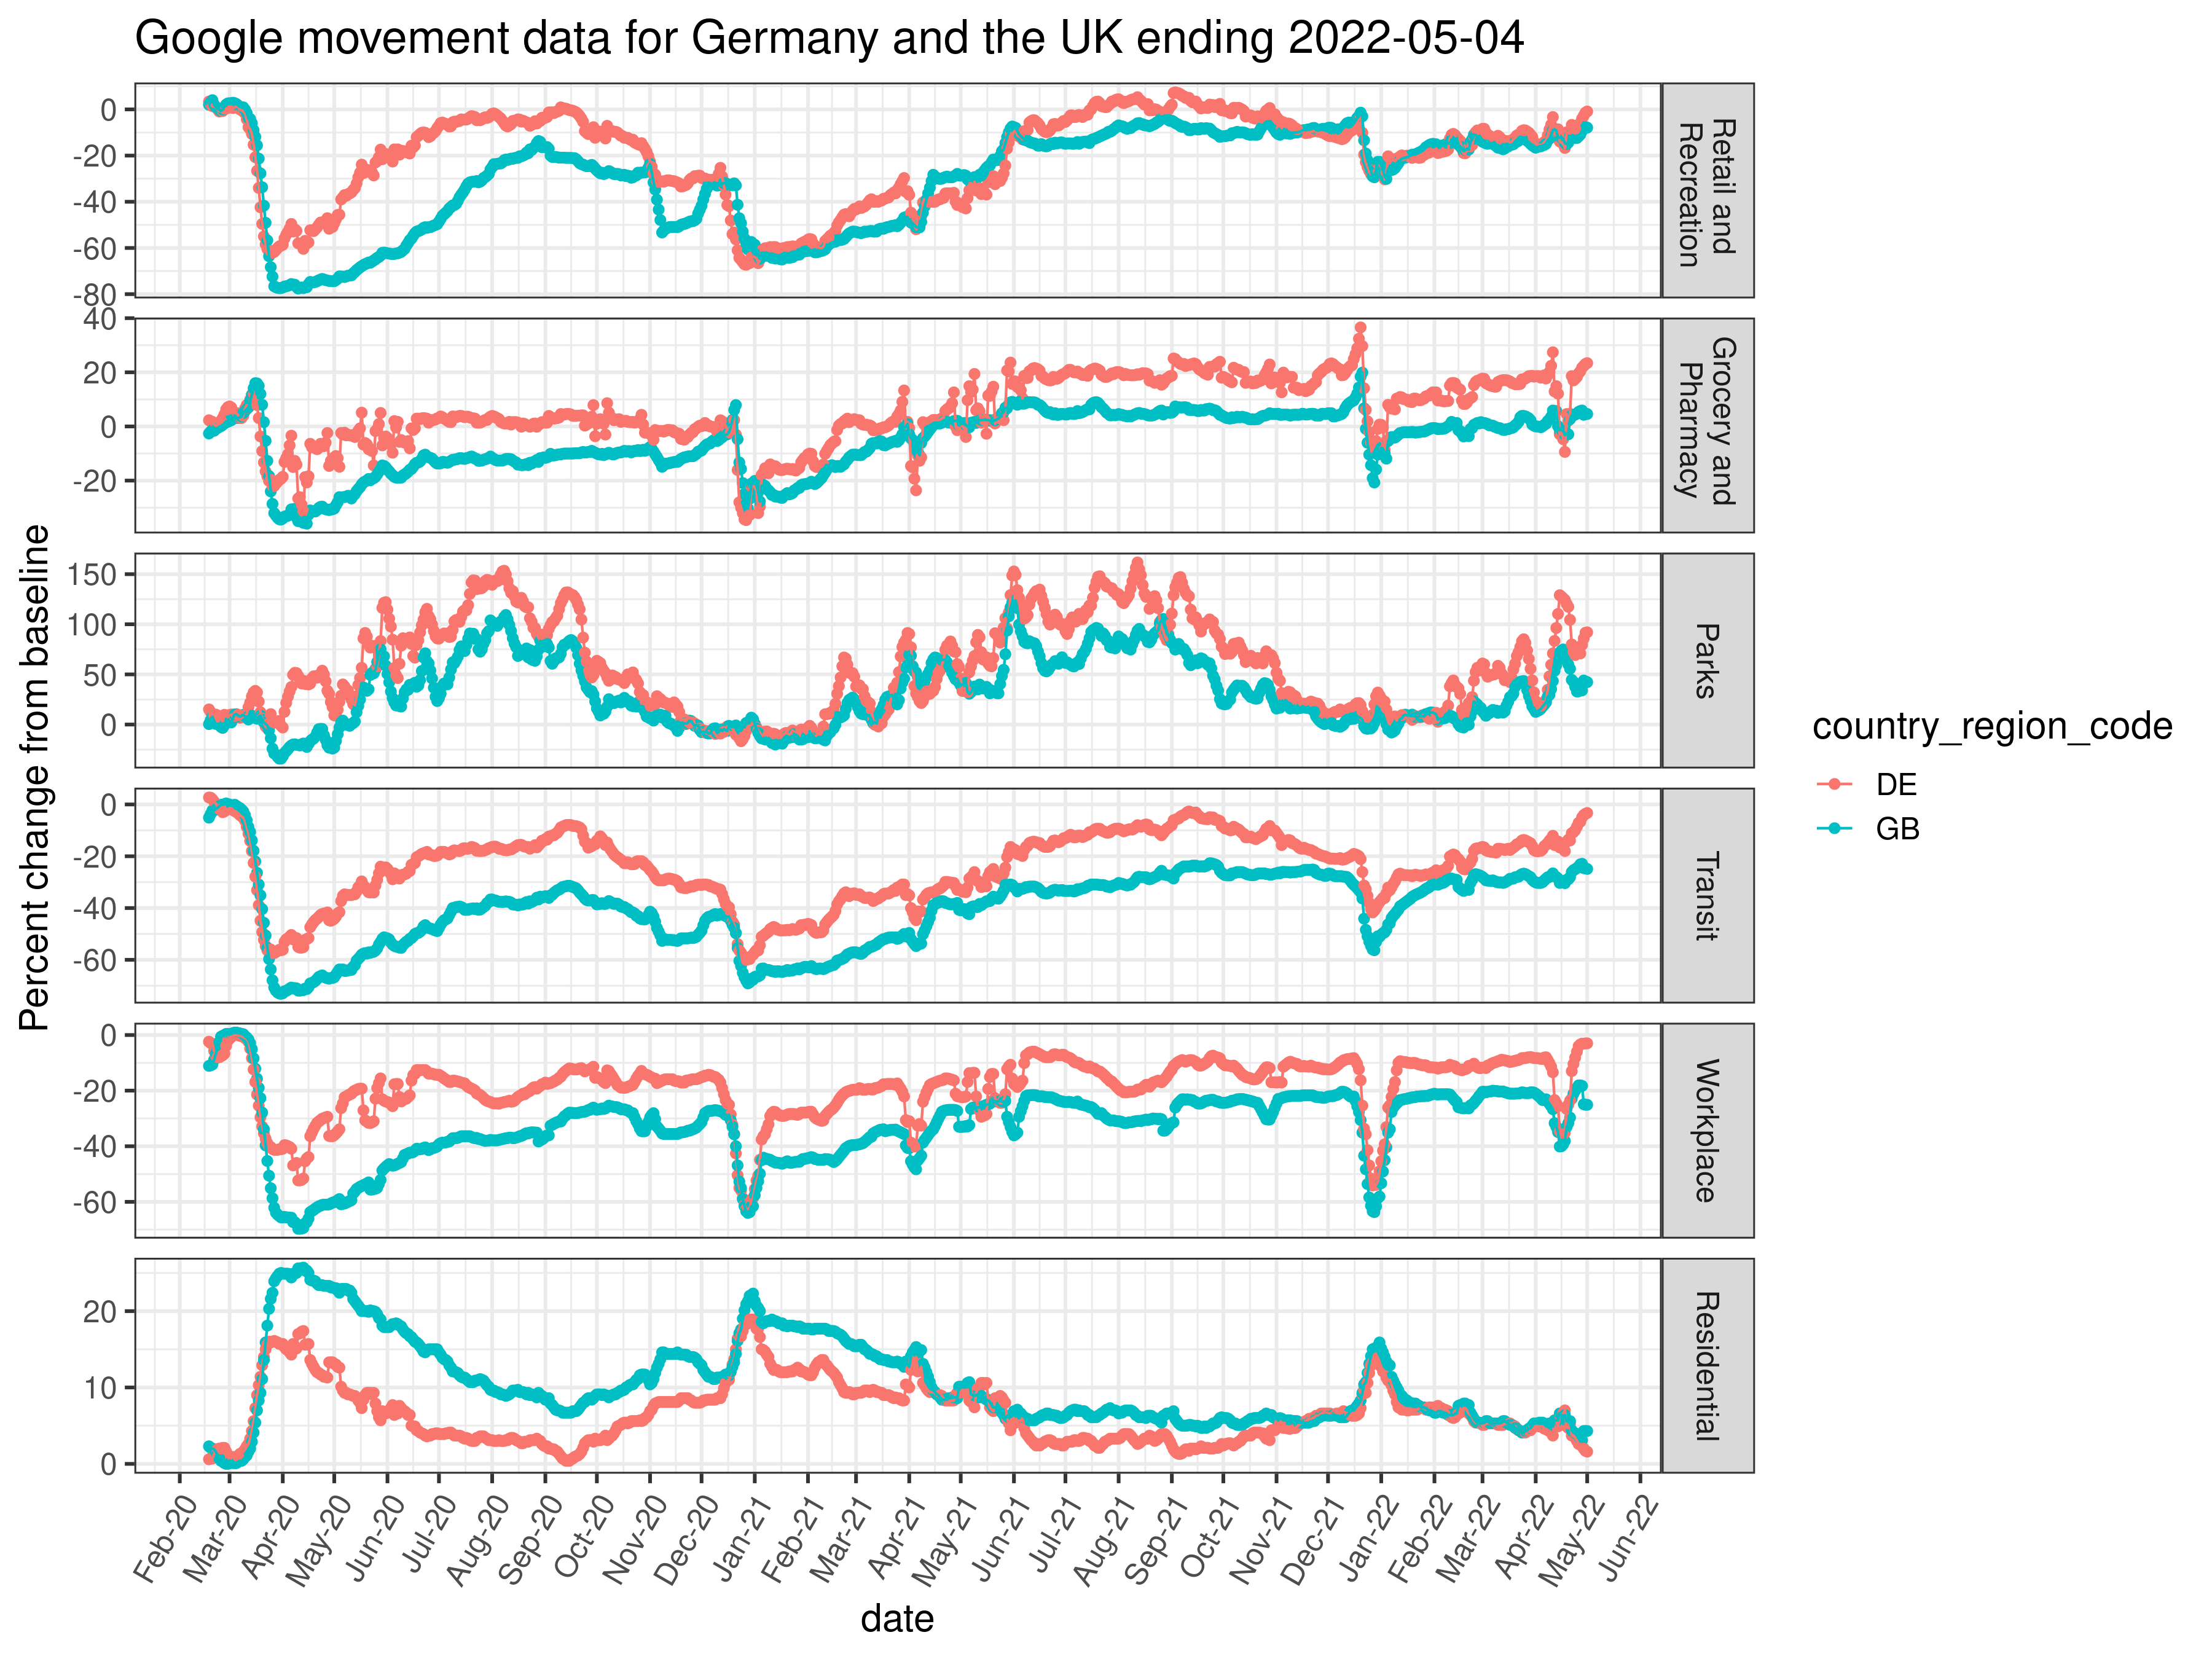 Google movement data for Germany and the UK ending 2022-05-04
Percent change from baseline
0
-20
-40
-60
-80
Retail and
Recreation
40
20
0
-20
Grocery and
Pharmacy
150
100
50
0
Parks
0
-20
-40
-60
Transit
0
-20
-40
-60
Workplace
20
10
0
Residential
Feb-20
Mar-20
Apr-20
May-20
Jun-20
Jul-20
Aug-20
Sep-20
Oct-20
Nov-20
Dec-20
Jan-21
Feb-21
Mar-21
Apr-21
May-21
Jun-21
Jul-21
Aug-21
Sep-21
Oct-21
Nov-21
Dec-21
Jan-22
Feb-22
Mar-22
Apr-22
May-22
Jun-22
date
country_region_code
DE
GB